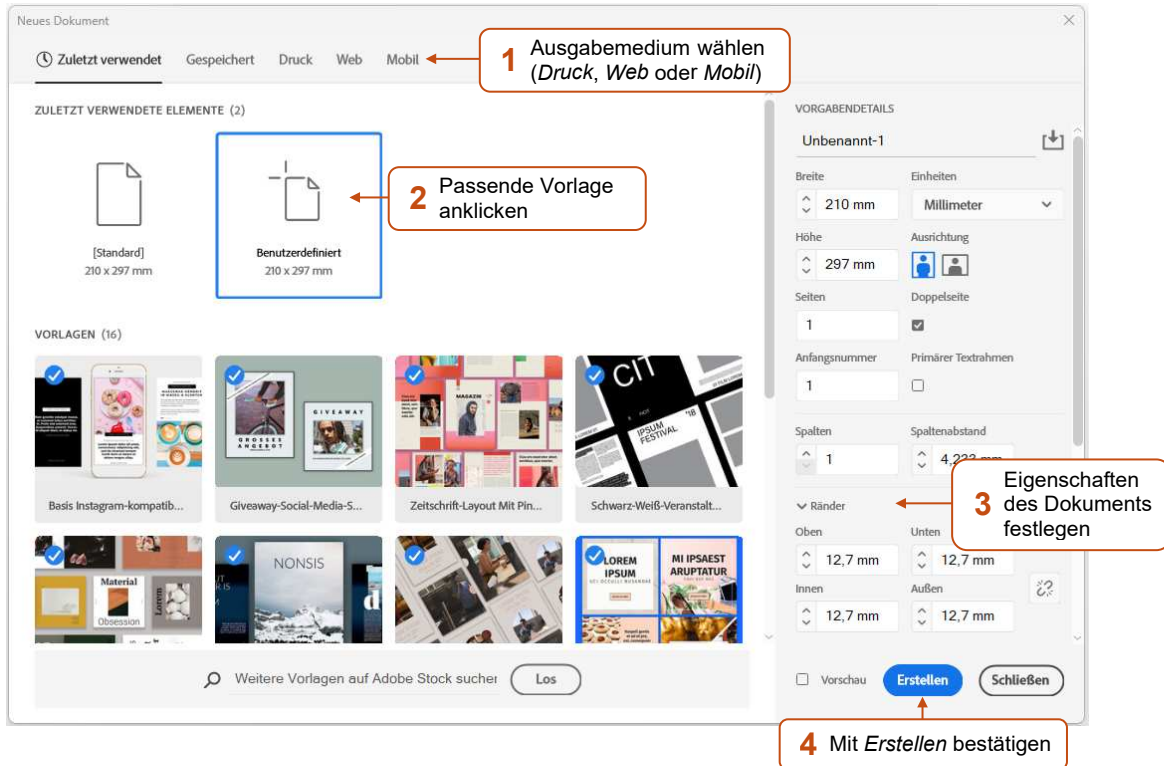 Neues Dokument
Zuletzt verwendet Gespeichert Druck Web Mobil
1 Ausgabemedium wählen
(Druck, Web oder Mobil)
ZULETZT VERWENDETE ELEMENTE (2)
[Standard]
210 x 297 mm
Benutzerdefiniert
210 x 297 mm
2 Passende Vorlage
anklicken
VORLAGEN (16)
GIVEAWAY
GROSSES
ANGEBOT
MAGAZIN
CIT
IPSUM
FESTIVAL
'18
Basis Instagram-kompatib...
Giveaway-Social-Media-S...
Zeitschrift-Layout Mit Pin...
Schwarz-Weiß-Veranstalt...
Material
Obsession
Lorem
NONSIS
LOREM
IPSUM
MI IPSAEST
ARUPTATUR
Weitere Vorlagen auf Adobe Stock sucher
Los
VORGABENDETAILS
Unbenannt-1
Breite Einheiten
210 mm Millimeter
Höhe Ausrichtung
297 mm
Seiten Doppelseite
1
Anfangsnummer Primärer Textrahmen
1
Spalten Spaltenabstand
1 4,233 mm
3 Eigenschaften
des Dokuments
festlegen
Ränder
Oben Unten
12,7 mm 12,7 mm
Innen Außen
12,7 mm 12,7 mm
Vorschau Erstellen Schließen
4 Mit Erstellen bestätigen